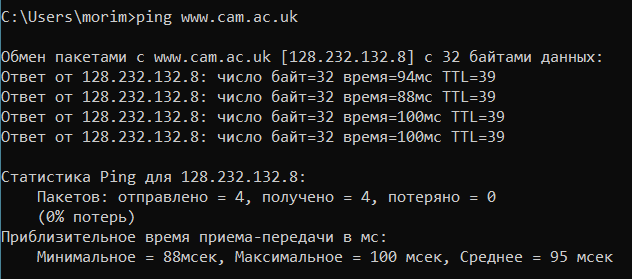 C:\Users\morim>ping www.cam.ac.uk
Обмен пакетами с www.cam.ac.uk [128.232.132.8] с 32 байтами данных:
Ответ от 128.232.132.8: число байт=32 время=94мс TTL=39
Ответ от 128.232.132.8: число байт=32 время=88мс TTL=39
Ответ от 128.232.132.8: число байт=32 время=100мс TTL=39
Ответ от 128.232.132.8: число байт=32 время=100мс TTL=39
Статистика Ping для 128.232.132.8:
Пакетов: отправлено = 4, получено = 4, потеряно = 0
(0% потерь)
Приблизительное время приема-передачи в мс:
Минимальное = 88мсек, Максимальное = 100 мсек, Среднее = 95 мсек